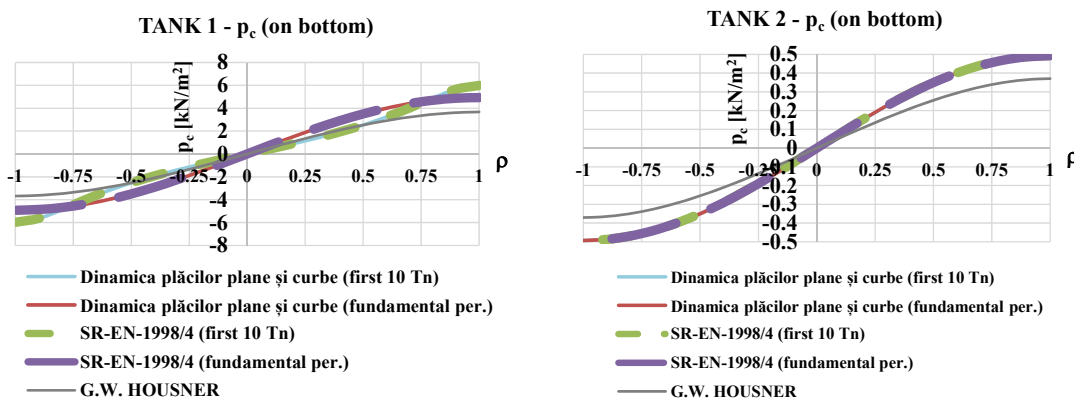 TANK 1 - pc (on bottom)
8
6
4
2
0
-2
-4
-6
-8
-1 -0.75 -0.5 -0.25 0 0.25 0.5 0.75 1
pc [kN/m²]
ρ
Dinamica plăcilor plane și curbe (first 10 Tn)
Dinamica plăcilor plane și curbe (fundamental per.)
SR-EN-1998/4 (first 10 Tn)
SR-EN-1998/4 (fundamental per.)
G.W. HOUSNER
TANK 2 - pc (on bottom)
0.5
0.4
0.3
0.2
0.1
0
-0.1
-0.2
-0.3
-0.4
-0.5
-1 -0.75 -0.5 -0.25 0 0.25 0.5 0.75 1
pc [kN/m²]
ρ
Dinamica plăcilor plane și curbe (first 10 Tn)
Dinamica plăcilor plane și curbe (fundamental per.)
SR-EN-1998/4 (first 10 Tn)
SR-EN-1998/4 (fundamental per.)
G.W. HOUSNER